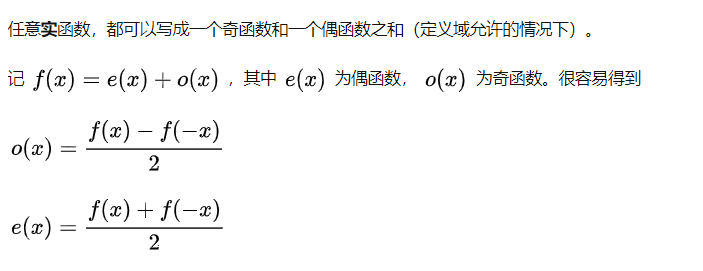 任意实函数，都可以写成一个奇函数和一个偶函数之和（定义域允许的情况下）。
记 f(x) = e(x) + o(x) ，其中 e(x) 为偶函数， o(x) 为奇函数。很容易得到
o(x) = \frac{f(x) - f(-x)}{2}
e(x) = \frac{f(x) + f(-x)}{2}